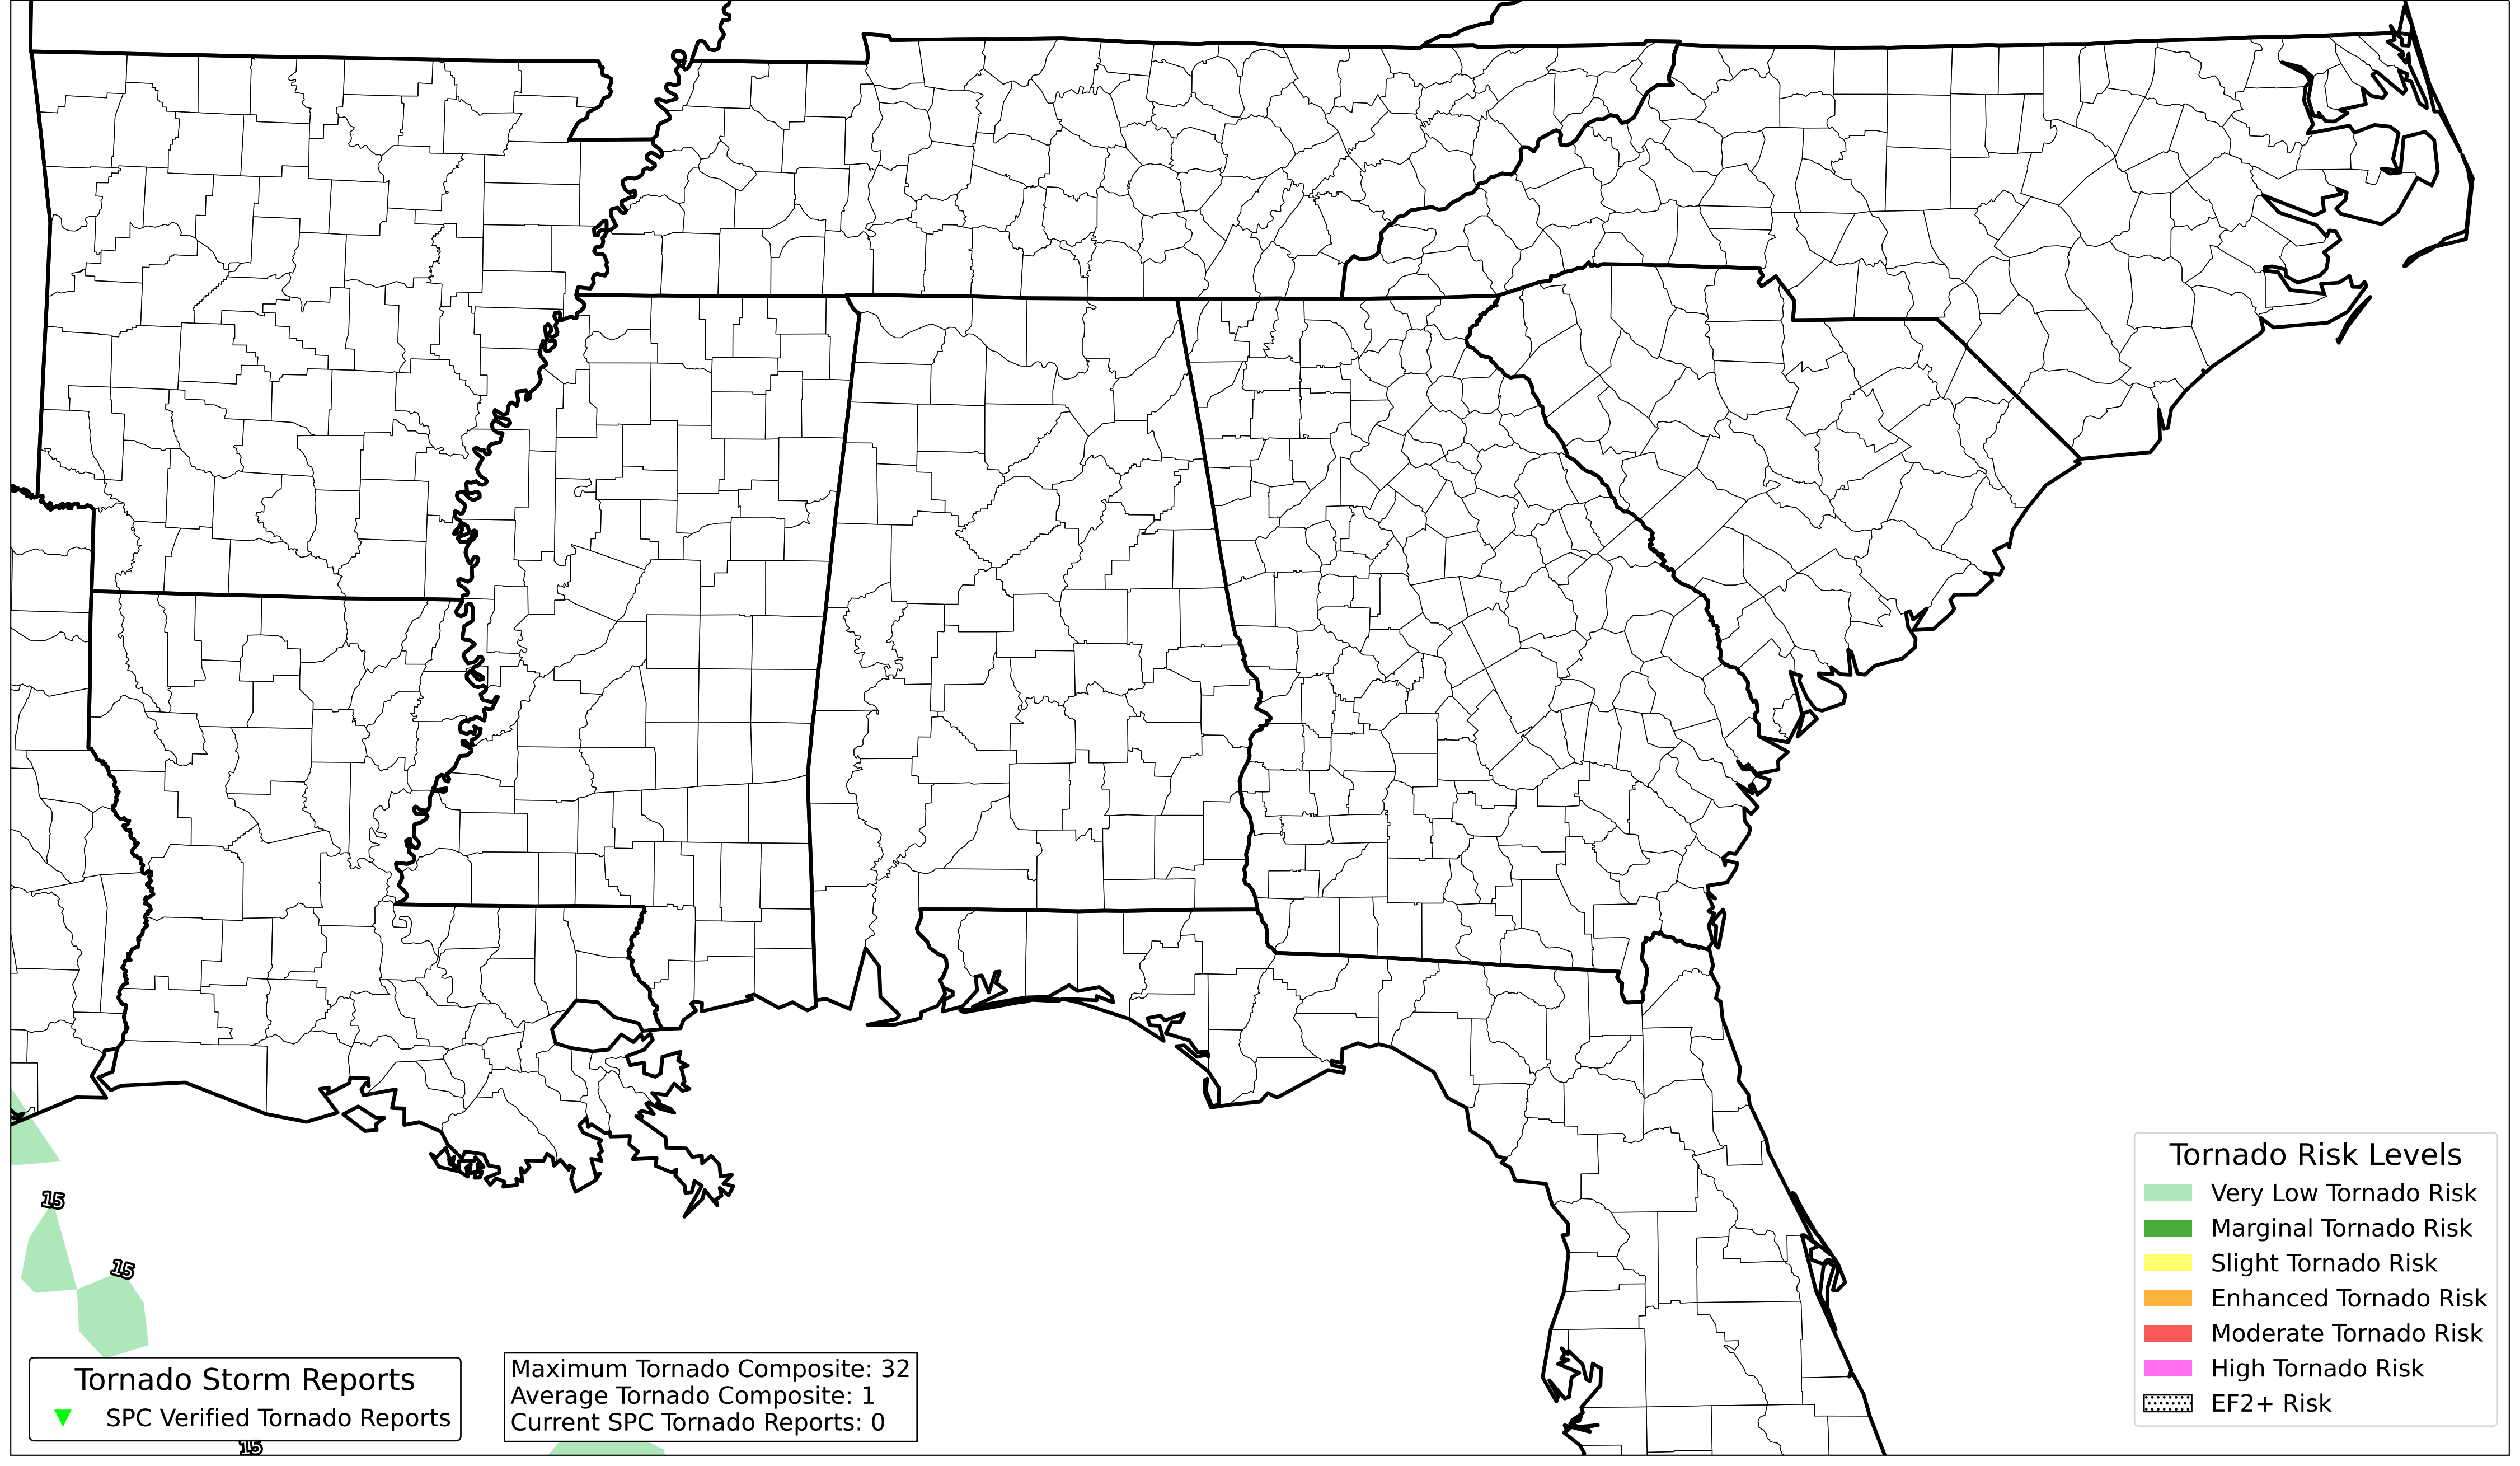 15
15
Tornado Storm Reports
SPC Verified Tornado Reports
15
Maximum Tornado Composite: 32
Average Tornado Composite: 1
Current SPC Tornado Reports: 0
Tornado Risk Levels
Very Low Tornado Risk
Marginal Tornado Risk
Slight Tornado Risk
Enhanced Tornado Risk
Moderate Tornado Risk
High Tornado Risk
EF2+ Risk